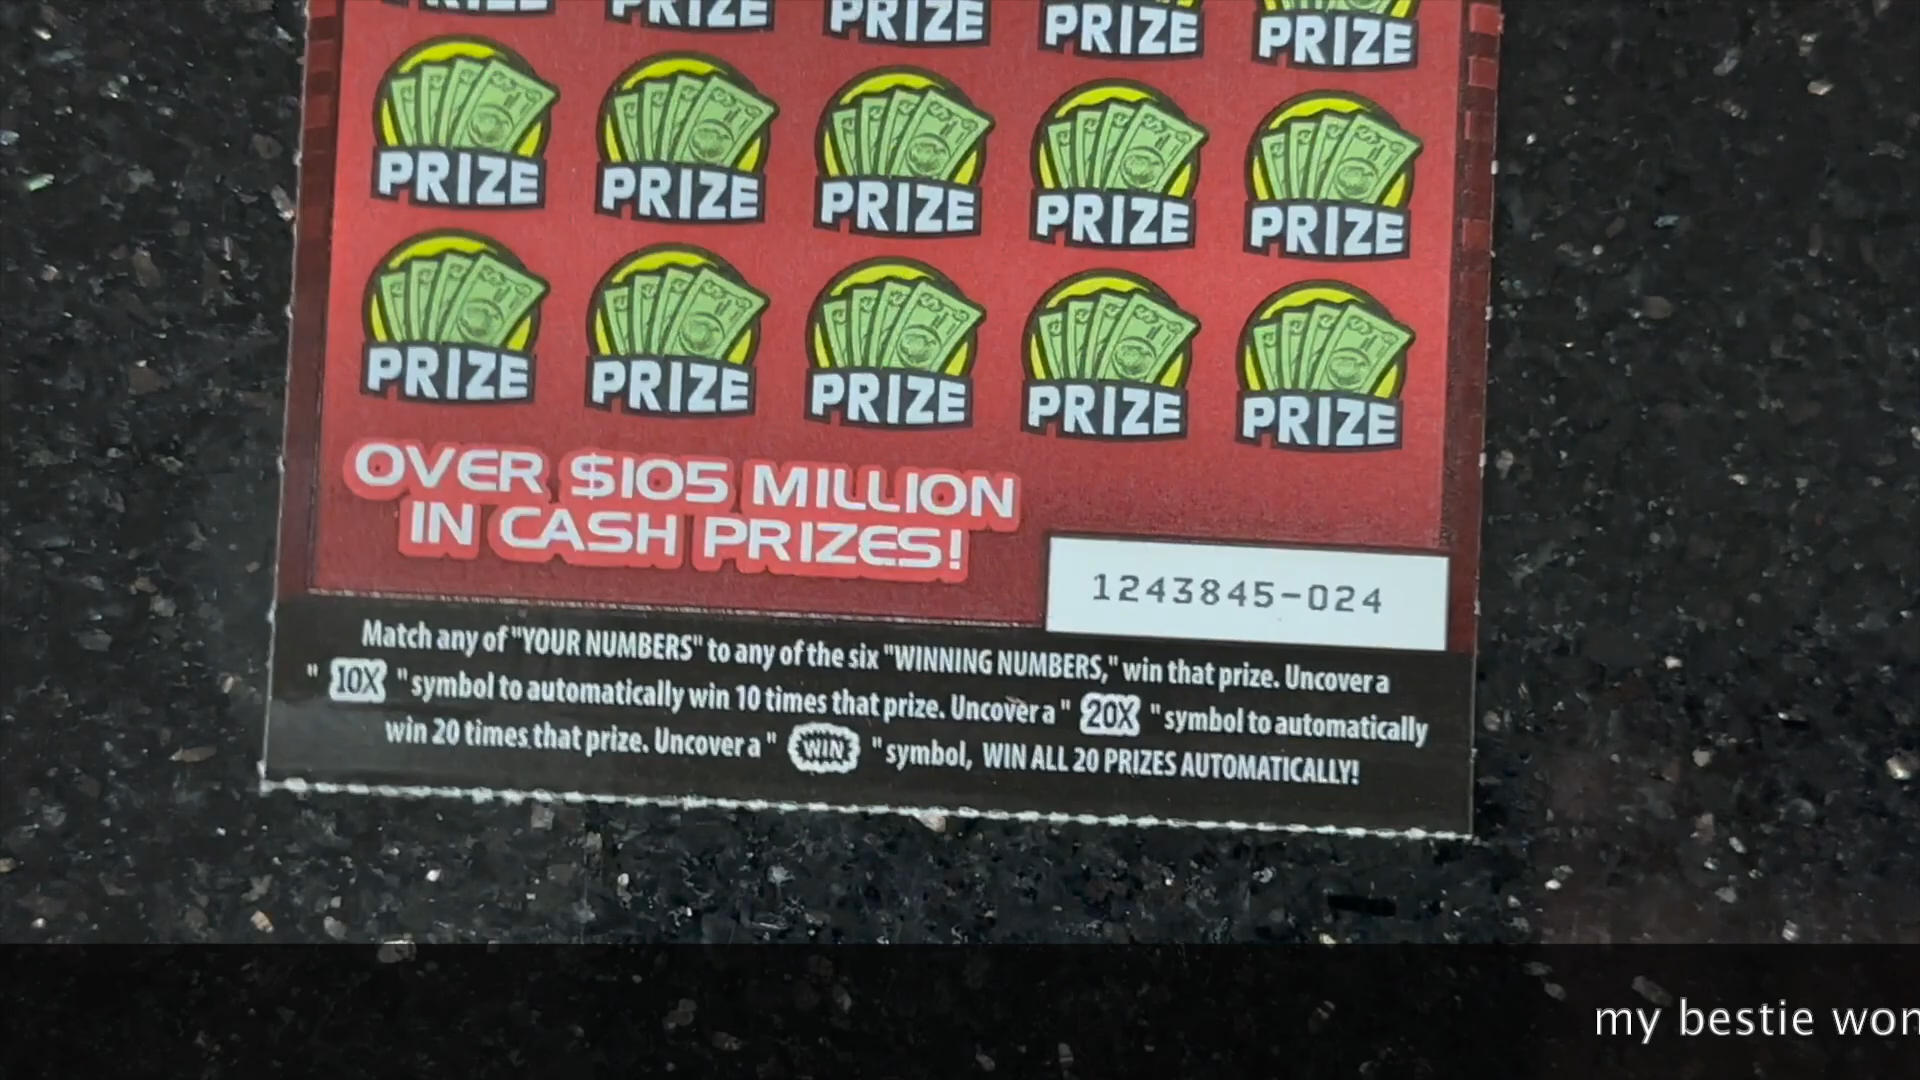 PRIZE PRIZE PRIZE PRIZE PRIZE
PRIZE PRIZE PRIZE PRIZE PRIZE
PRIZE PRIZE PRIZE PRIZE PRIZE
OVER $105 MILLION
IN CASH PRIZES!
1243845-024
Match any of "YOUR NUMBERS" to any of the six "WINNING NUMBERS," win that prize. Uncover a
" 10X " symbol to automatically win 10 times that prize. Uncover a " 20X " symbol to automatically
win 20 times that prize. Uncover a " WIN " symbol, WIN ALL 20 PRIZES AUTOMATICALLY!
my bestie won